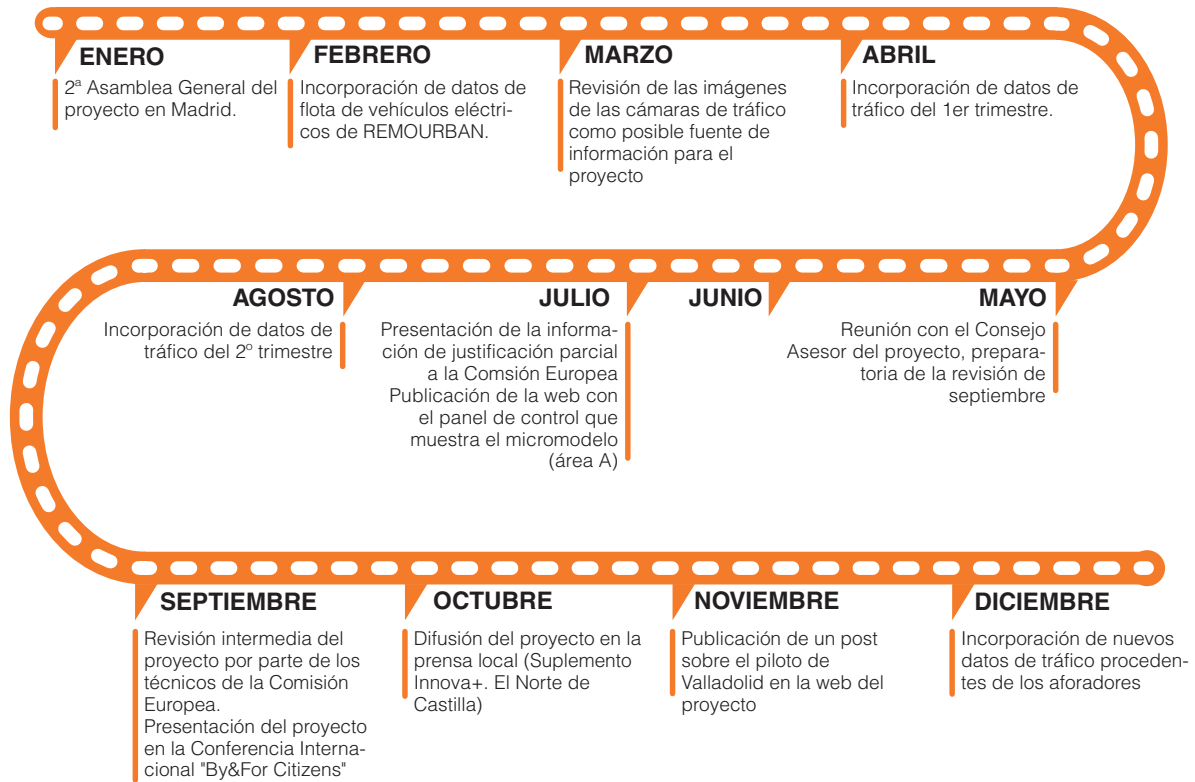 ENERO
2ª Asamblea General del
proyecto en Madrid.
FEBRERO
Incorporación de datos de
flota de vehículos eléctri-
cos de REMOURBAN.
MARZO
Revisión de las imágenes
de las cámaras de tráfico
como posible fuente de
información para el
proyecto
ABRIL
Incorporación de datos de
tráfico del 1er trimestre.
MAYO
Reunión con el Consejo
Asesor del proyecto, prepara-
toria de la revisión de
septiembre
JUNIO
JULIO
Presentación de la informa-
ción de justificación parcial
a la Comsión Europea
Publicación de la web con
el panel de control que
muestra el micromodelo
(área A)
AGOSTO
Incorporación de datos de
tráfico del 2º trimestre
SEPTIEMBRE
Revisión intermedia del
proyecto por parte de los
técnicos de la Comisión
Europea.
Presentación del proyecto
en la Conferencia Interna-
cional "By&For Citizens"
OCTUBRE
Difusión del proyecto en la
prensa local (Suplemento
Innova+. El Norte de
Castilla)
NOVIEMBRE
Publicación de un post
sobre el piloto de
Valladolid en la web del
proyecto
DICIEMBRE
Incorporación de nuevos
datos de tráfico proceden-
tes de los aforadores